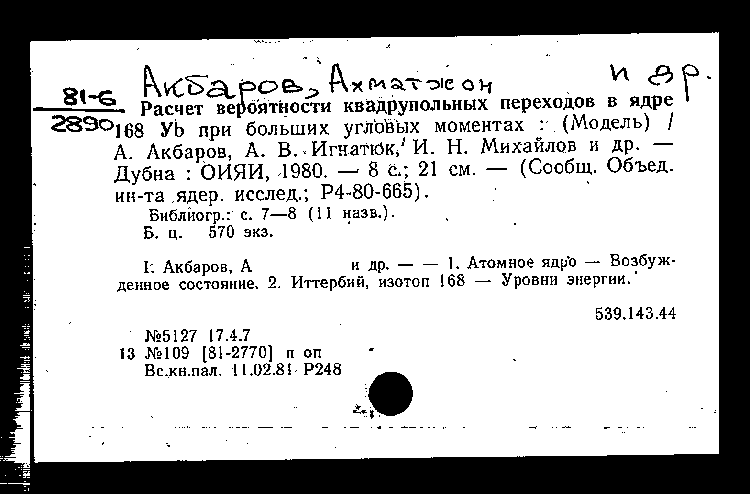 Акбаров, Ахматжон и др.
81-6
2890
Расчет вероятности квадрупольных переходов в ядре
168 Уb при больших угловых моментах : (Модель) /
А. Акбаров, А. В. Игнатюк, И. Н. Михайлов и др. —
Дубна : ОИЯИ, 1980. — 8 с.; 21 см. — (Сообщ. Объед.
ин-та ядер. исслед.; Р4-80-665).
Библиогр.: с. 7—8 (11 назв.).
Б. ц. 570 экз.
I. Акбаров, А и др. — — 1. Атомное ядро — Возбуж-
денное состояние. 2. Иттербий, изотоп 168 — Уровни энергии.
539.143.44
№5127 17.4.7
13 №109 [81-2770] п оп
Вс.кн.пал. 11.02.81 Р248